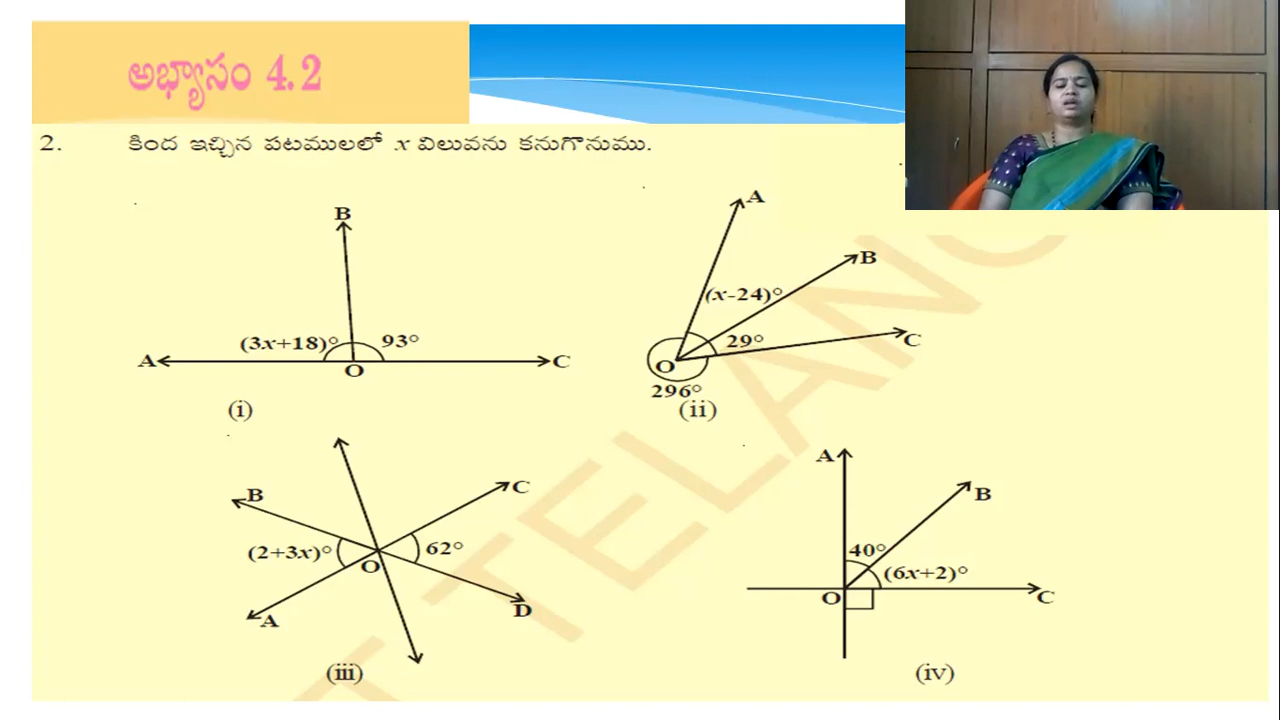 అభ్యాసం 4.2
2. కింద ఇచ్చిన పటములలో x విలువను కనుగొనుము.
B
(3x+18)° 93°
A O C
(i)
A
B
(x-24)°
29°
C
O
296°
(ii)
B C
(2+3x)° 62°
O
A D
(iii)
A
B
40°
(6x+2)°
O C
(iv)
T TELANG